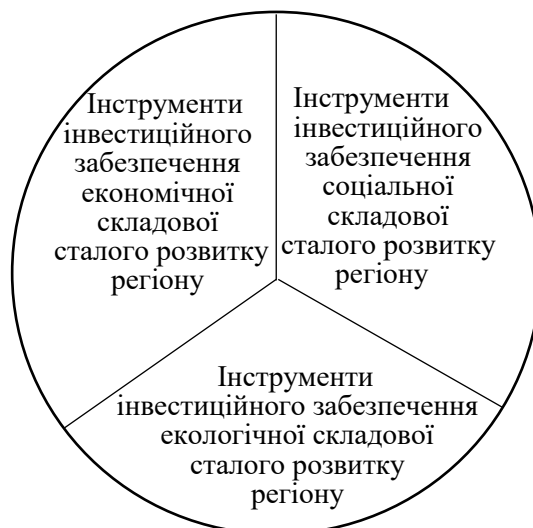 Інструменти
інвестиційного
забезпечення
економічної
складової
сталого розвитку
регіону
Інструменти
інвестиційного
забезпечення
соціальної
складової
сталого розвитку
регіону
Інструменти
інвестиційного забезпечення
екологічної складової
сталого розвитку
регіону